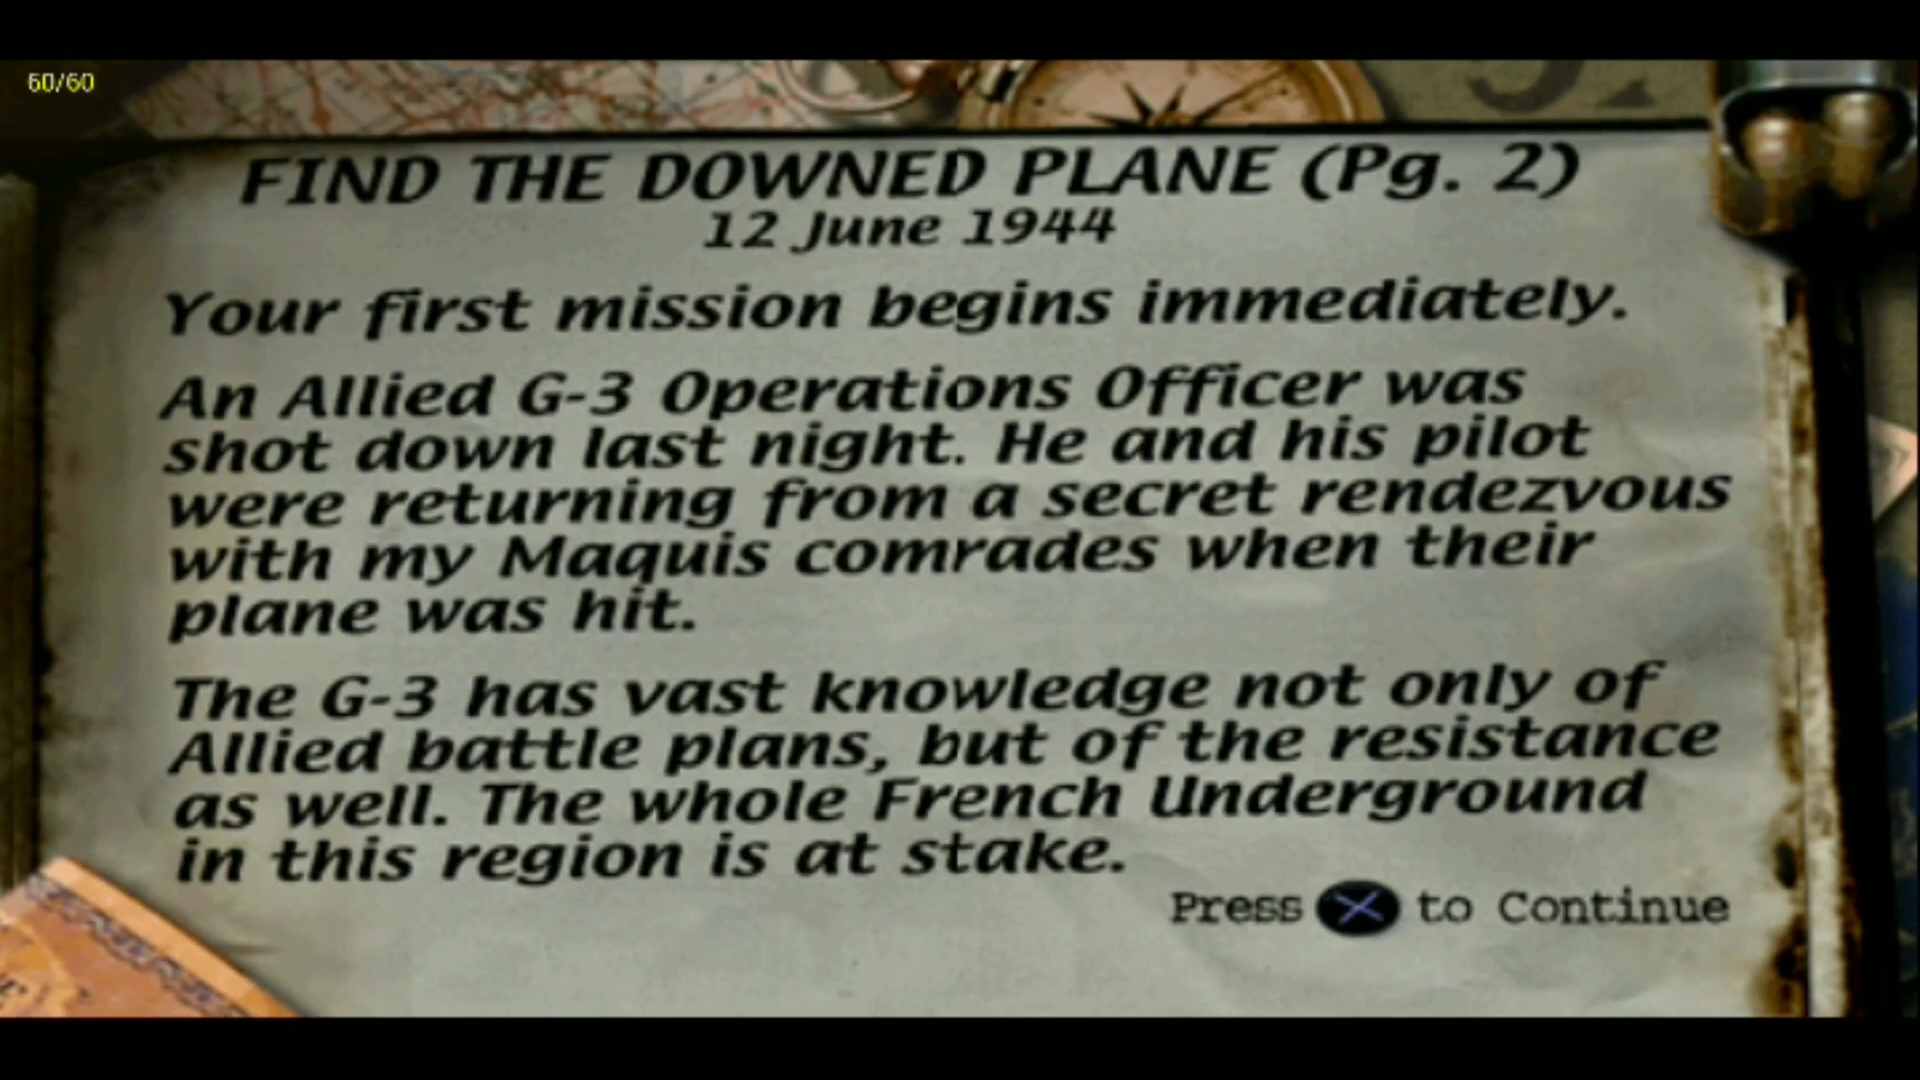 60/60
FIND THE DOWNED PLANE (Pg. 2)
12 June 1944
Your first mission begins immediately.
An Allied G-3 Operations Officer was
shot down last night. He and his pilot
were returning from a secret rendezvous
with my Maquis comrades when their
plane was hit.
The G-3 has vast knowledge not only of
Allied battle plans, but of the resistance
as well. The whole French Underground
in this region is at stake.
Press X to Continue